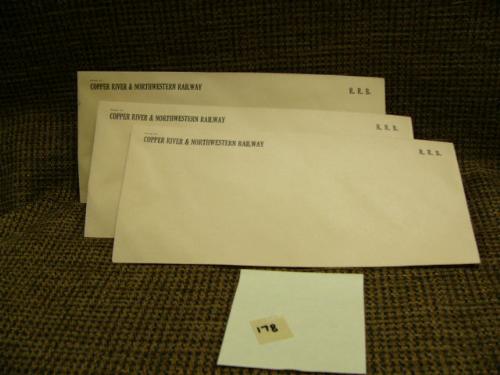 COPPER RIVER & NORTHWESTERN RAILWAY
R. R. B.
COPPER RIVER & NORTHWESTERN RAILWAY
R. R. B.
COPPER RIVER & NORTHWESTERN RAILWAY
R. R. B.
178